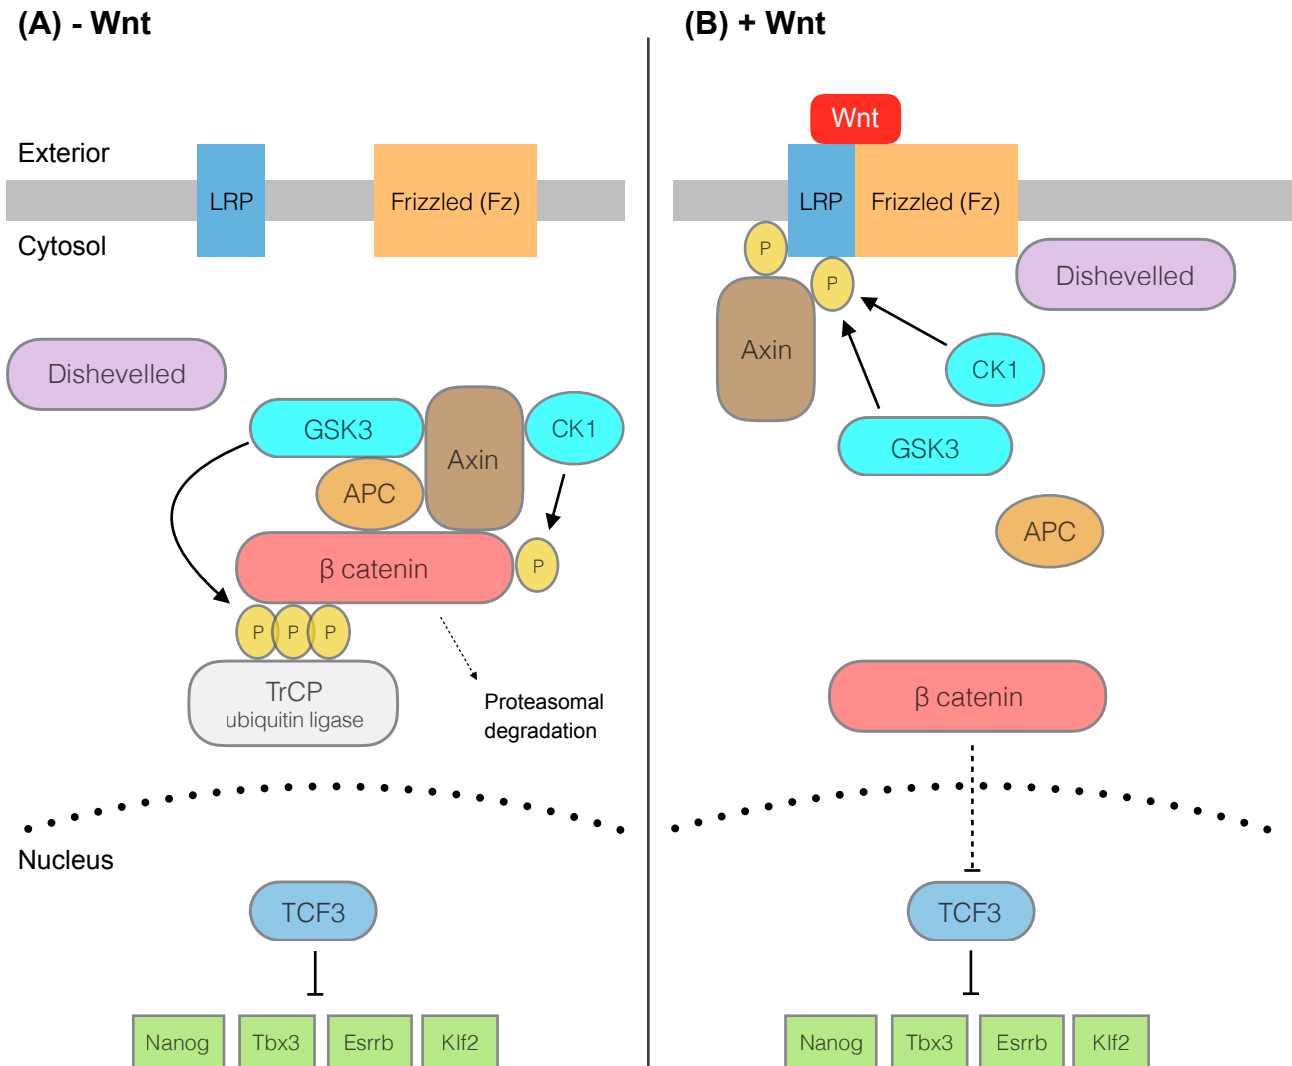 (A) - Wnt
Exterior
LRP
Frizzled (Fz)
Cytosol
Dishevelled
GSK3
Axin
CK1
APC
β catenin
P
P
P
P
TrCP
ubiquitin ligase
Proteasomal
degradation
Nucleus
TCF3
Nanog
Tbx3
Esrrb
Klf2
(B) + Wnt
Wnt
LRP
Frizzled (Fz)
P
P
Dishevelled
Axin
CK1
GSK3
APC
β catenin
TCF3
Nanog
Tbx3
Esrrb
Klf2